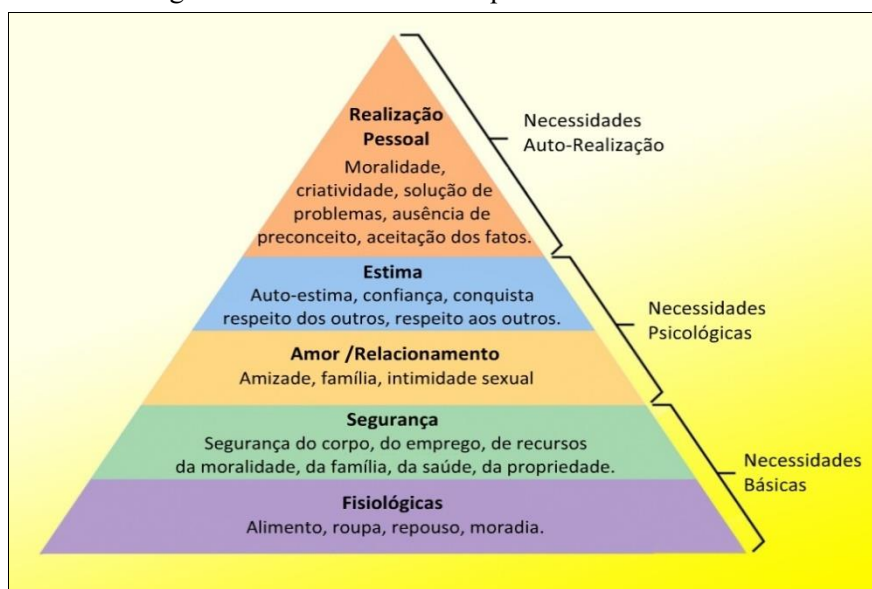 Realização
Pessoal
Moralidade,
criatividade, solução de
problemas, ausência de
preconceito, aceitação dos fatos.
Necessidades
Auto-Realização
Estima
Auto-estima, confiança, conquista
respeito dos outros, respeito aos outros.
Necessidades
Psicológicas
Amor /Relacionamento
Amizade, família, intimidade sexual
Segurança
Segurança do corpo, do emprego, de recursos
da moralidade, da família, da saúde, da propriedade.
Necessidades
Básicas
Fisiológicas
Alimento, roupa, repouso, moradia.